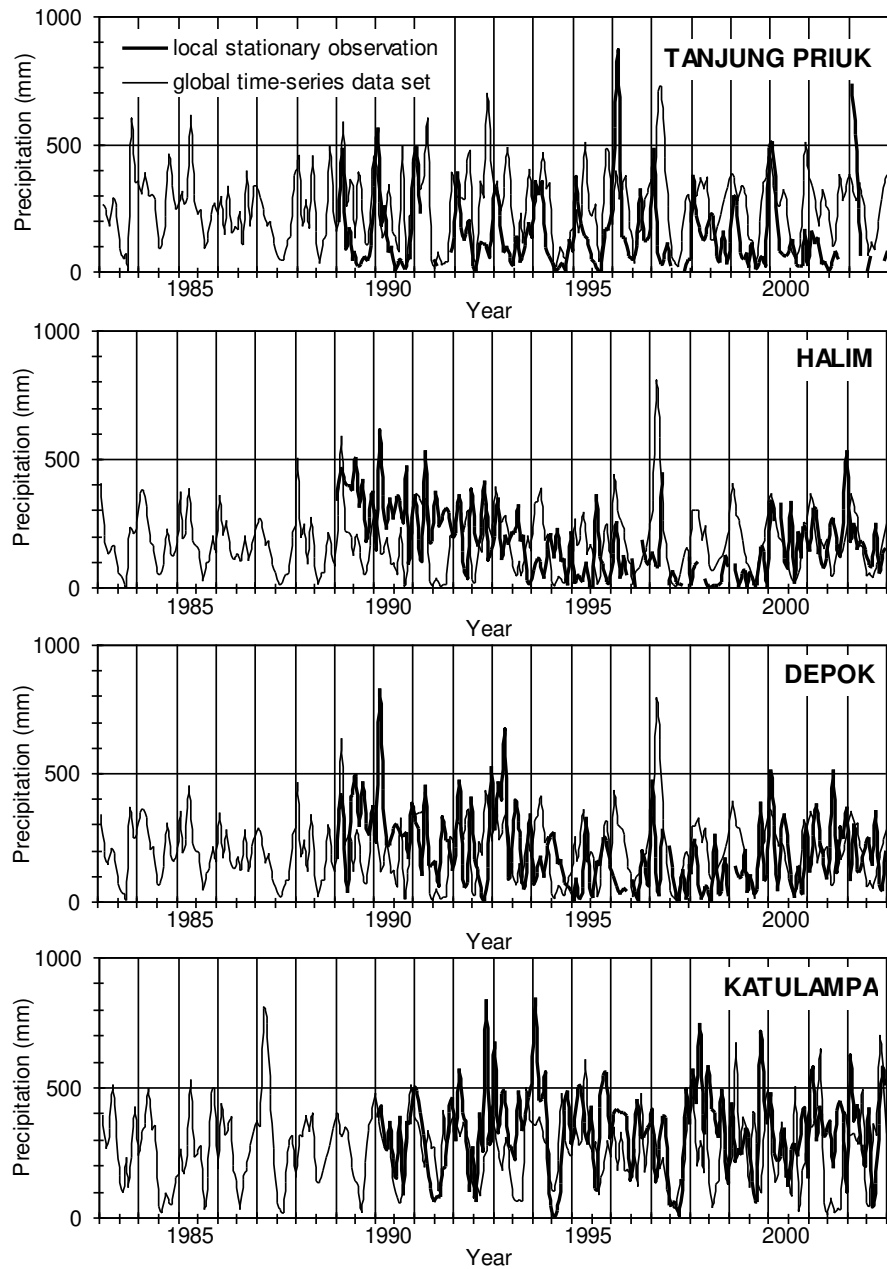 1000
local stationary observation
TANJUNG PRIUK
global time-series data set
Precipitation (mm)
500
0
1985 1990 1995 2000
Year
1000
HALIM
Precipitation (mm)
500
0
1985 1990 1995 2000
Year
1000
DEPOK
Precipitation (mm)
500
0
1985 1990 1995 2000
Year
1000
KATULAMPA
Precipitation (mm)
500
0
1985 1990 1995 2000
Year